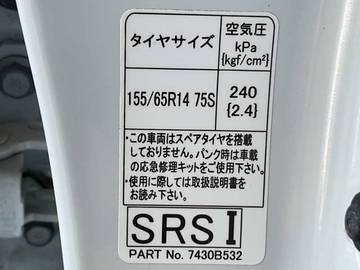 タイヤサイズ
空気圧
kPa
{kgf/cm²}
155/65R14 75S
240
{2.4}
・この車両はスペアタイヤを搭載
しておりません。パンク時は車載
の応急修理キットをご使用下さい。
・使用に際しては取扱説明書を
お読み下さい。
SRS I
PART No. 7430B532